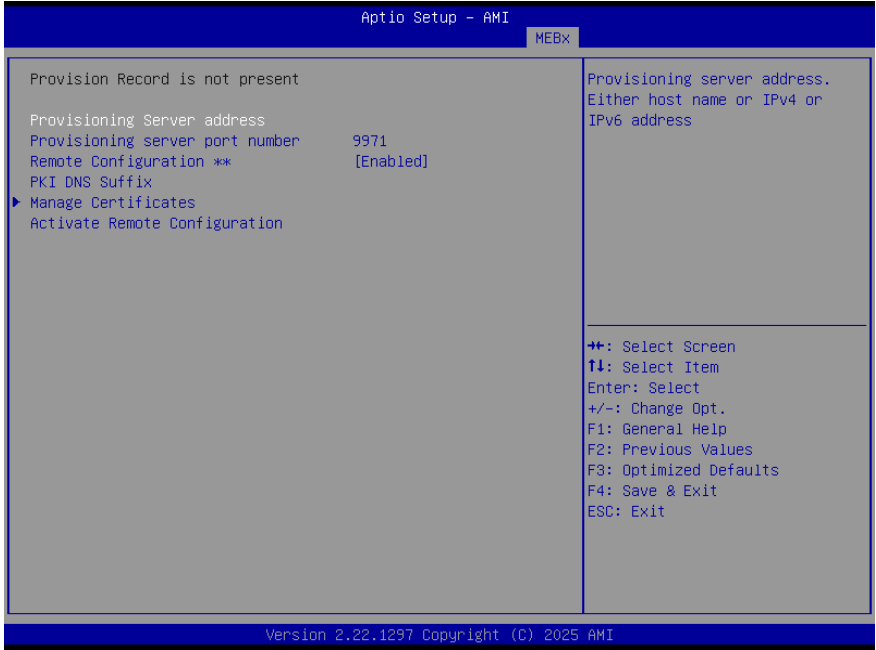 Aptio Setup – AMI
MEBx
Provision Record is not present
Provisioning Server address
Provisioning server port number 9971
Remote Configuration ** [Enabled]
PKI DNS Suffix
Manage Certificates
Activate Remote Configuration
Provisioning server address.
Either host name or IPv4 or
IPv6 address
→←: Select Screen
↑↓: Select Item
Enter: Select
+/-: Change Opt.
F1: General Help
F2: Previous Values
F3: Optimized Defaults
F4: Save & Exit
ESC: Exit
Version 2.22.1297 Copyright (C) 2025 AMI